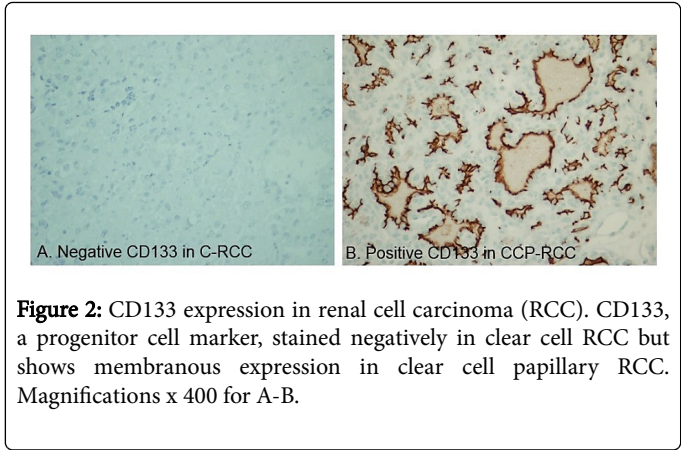 A. Negative CD133 in C-RCC
B. Positive CD133 in CCP-RCC
Figure 2: CD133 expression in renal cell carcinoma (RCC). CD133,
a progenitor cell marker, stained negatively in clear cell RCC but
shows membranous expression in clear cell papillary RCC.
Magnifications x 400 for A-B.